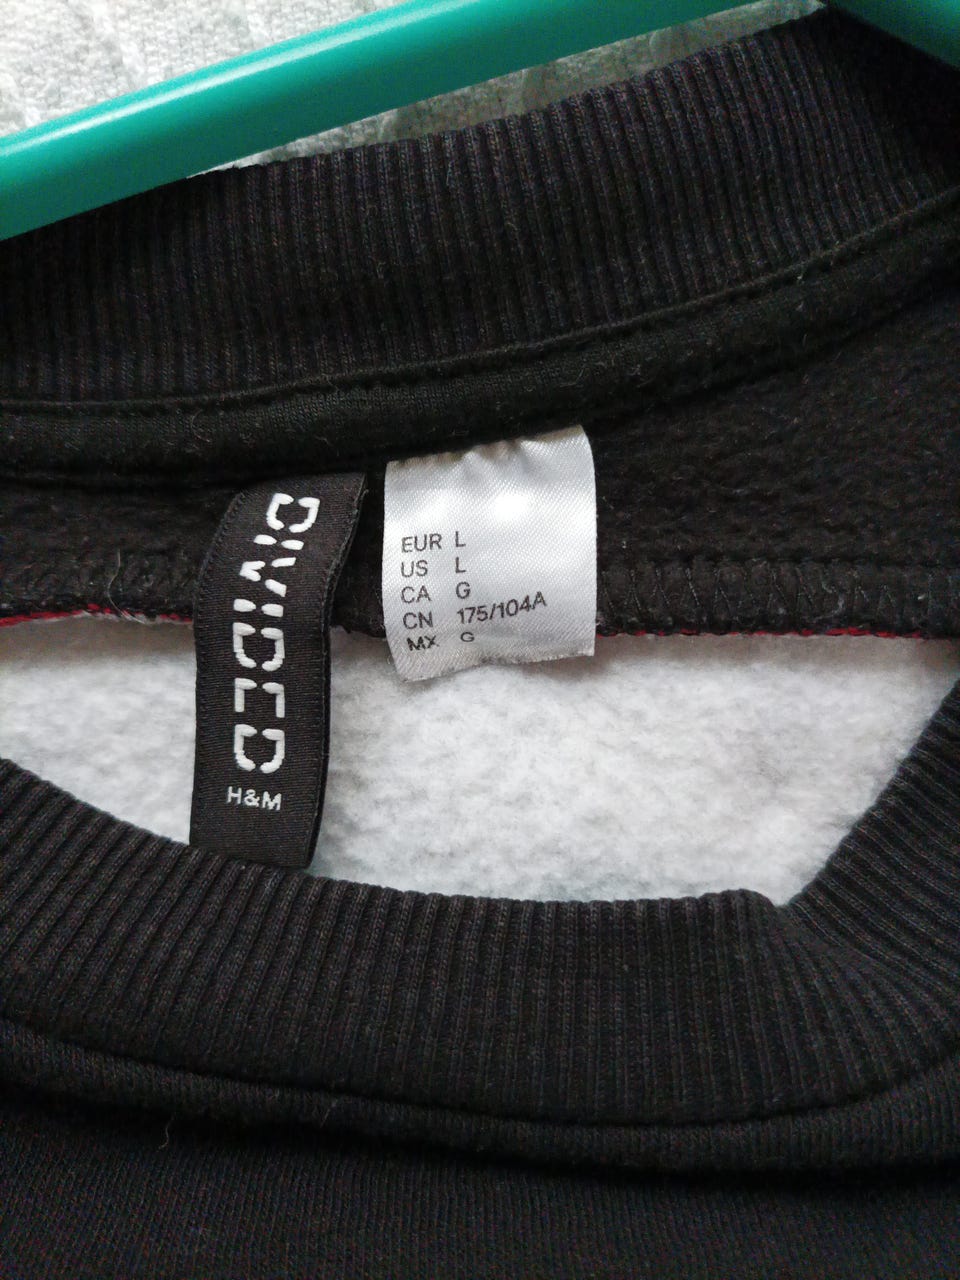 DIVIDED
H&M
EUR L
US L
CA G
CN 175/104A
MX G